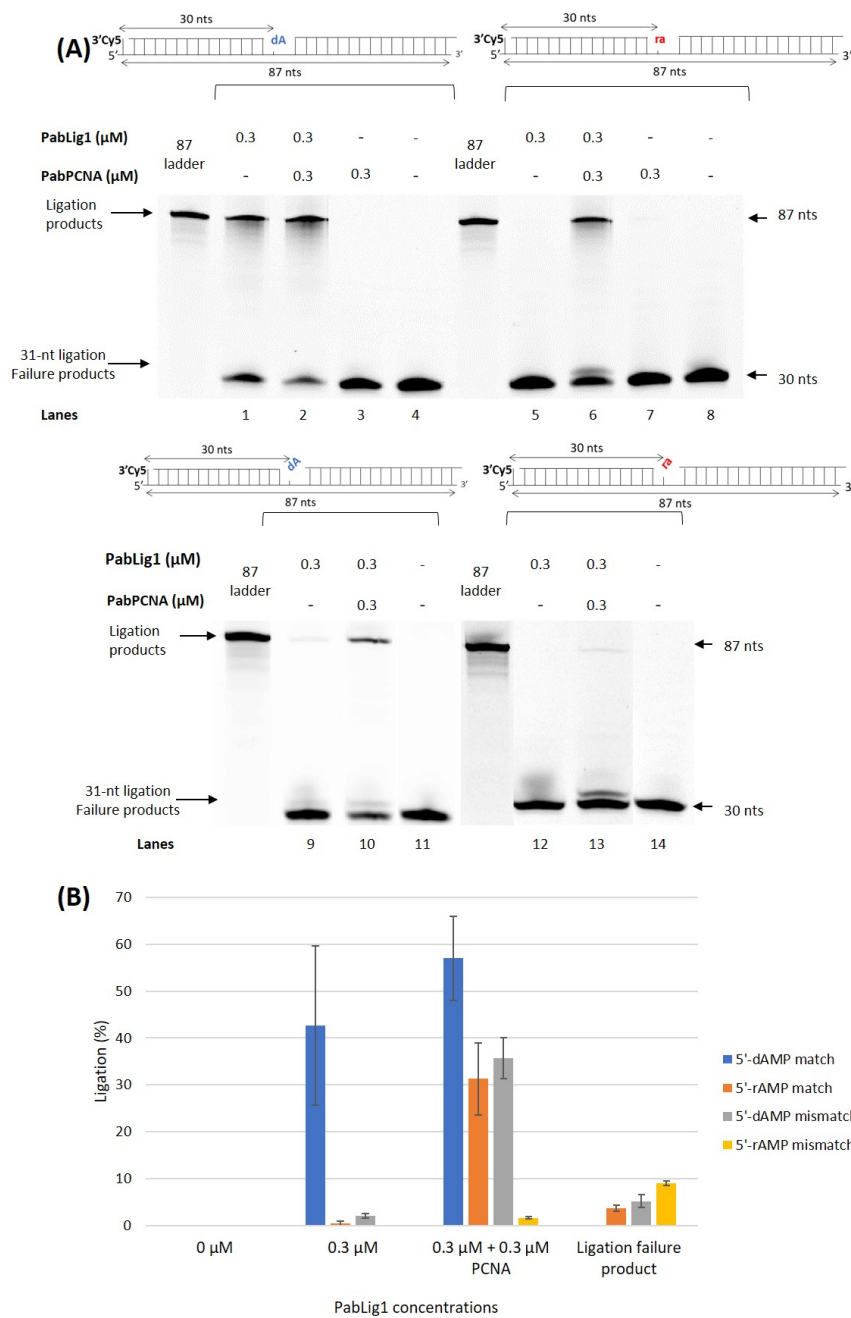 (A)
30 nts 30 nts
3'Cy5 dA 3'Cy5 ra
5' 3' 5' 3'
87 nts 87 nts
PabLig1 (µM) 87 ladder 0.3 0.3 - - 87 ladder 0.3 0.3 - -
PabPCNA (µM) - 0.3 0.3 - - 0.3 0.3 -
Ligation products 87 nts
31-nt ligation
Failure products 30 nts
Lanes 1 2 3 4 5 6 7 8
30 nts 30 nts
3'Cy5 dA 3'Cy5 ra
5' 3' 5' 3'
87 nts 87 nts
PabLig1 (µM) 87 ladder 0.3 0.3 - 87 ladder 0.3 0.3 -
PabPCNA (µM) - 0.3 - - 0.3 -
Ligation products 87 nts
31-nt ligation
Failure products 30 nts
Lanes 9 10 11 12 13 14
(B)
70
60
50
40
30
20
10
0
Ligation (%)
5'-dAMP match
5'-rAMP match
5'-dAMP mismatch
5'-rAMP mismatch
0 µM 0.3 µM 0.3 µM + 0.3 µM Ligation failure
PCNA product
PabLig1 concentrations